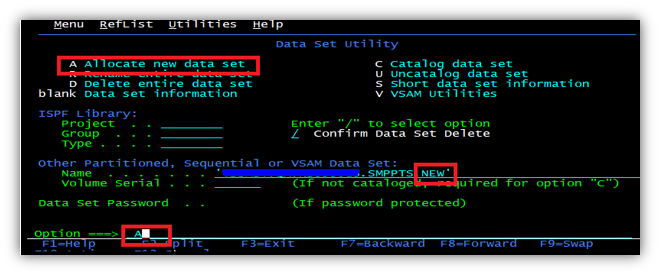 Menu RefList Utilities Help
Data Set Utility
A Allocate new data set C Catalog data set
R Rename entire data set U Uncatalog data set
D Delete entire data set S Short data set information
blank Data set information V VSAM Utilities
ISPF Library:
Project . . Enter "/" to select option
Group . . . / Confirm Data Set Delete
Type . . . .
Other Partitioned, Sequential or VSAM Data Set:
Name . . . . . . . ' .SMPPTS.NEW'
Volume Serial . . . (If not cataloged, required for option "C")
Data Set Password . . (If password protected)
Option ===> A
F1=Help F2=Split F3=Exit F7=Backward F8=Forward F9=Swap